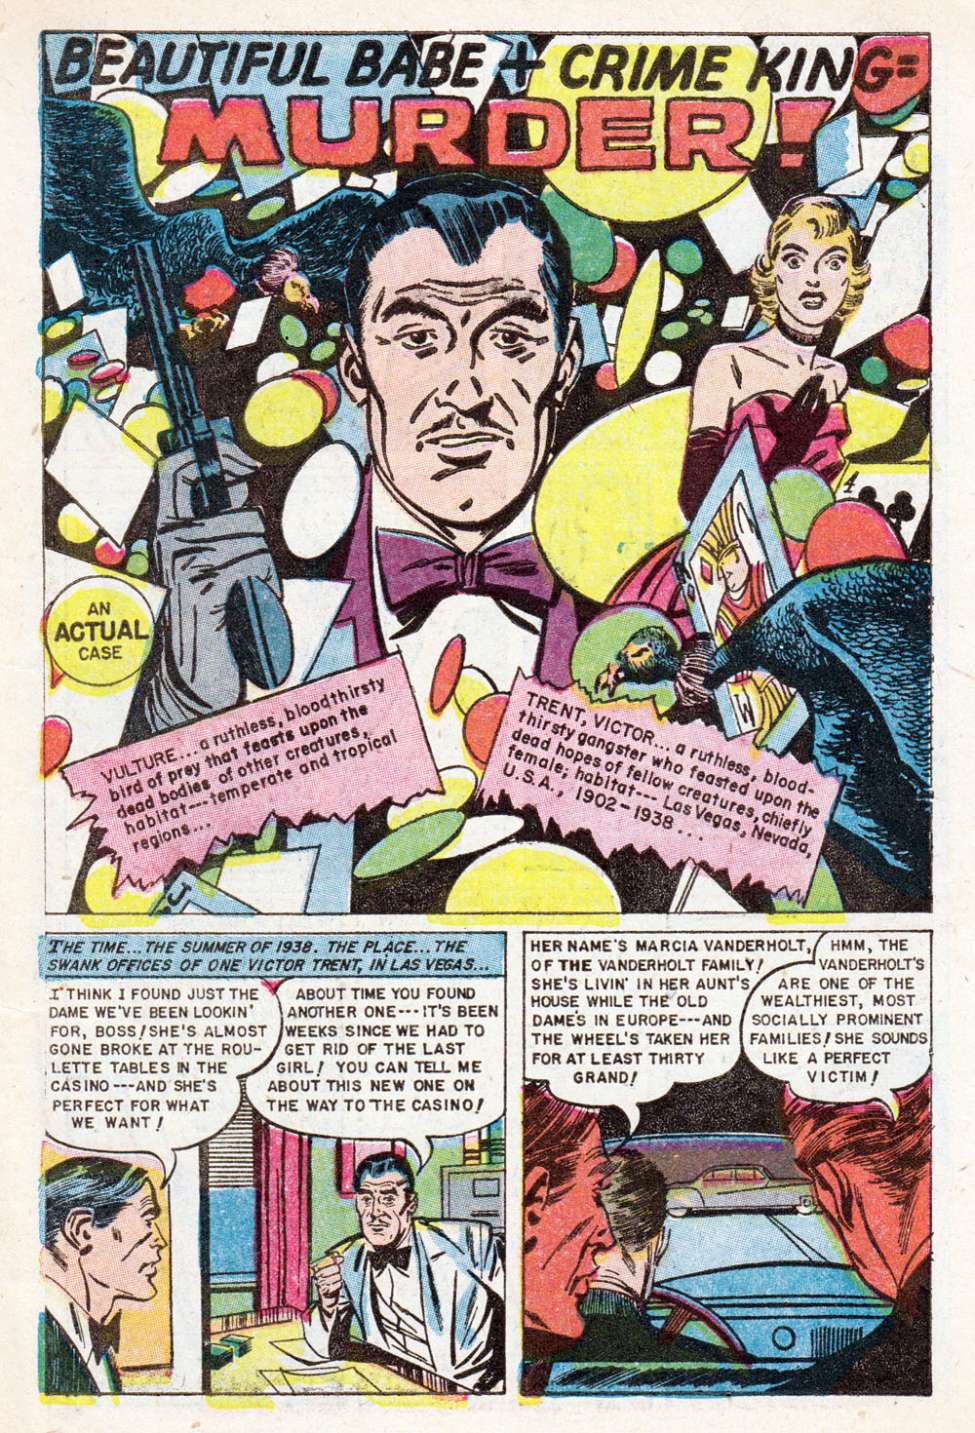 BEAUTIFUL BABE + CRIME KING=
MURDER!
4
AN
ACTUAL
CASE
VULTURE... a ruthless, bloodthirsty
bird of prey that feasts upon the
dead bodies of other creatures,
habitat---temperate and tropical
regions...
TRENT, VICTOR... a ruthless, blood-
thirsty gangster who feasted upon the
dead hopes of fellow creatures, chiefly
female; habitat--- Las Vegas, Nevada,
U.S.A., 1902-1938...
J
THE TIME... THE SUMMER OF 1938. THE PLACE... THE
SWANK OFFICES OF ONE VICTOR TRENT, IN LAS VEGAS...
I THINK I FOUND JUST THE
DAME WE'VE BEEN LOOKIN'
FOR, BOSS! SHE'S ALMOST
GONE BROKE AT THE ROU-
LETTE TABLES IN THE
CASINO---AND SHE'S
PERFECT FOR WHAT
WE WANT!
ABOUT TIME YOU FOUND
ANOTHER ONE---IT'S BEEN
WEEKS SINCE WE HAD TO
GET RID OF THE LAST
GIRL! YOU CAN TELL ME
ABOUT THIS NEW ONE ON
THE WAY TO THE CASINO!
HER NAME'S MARCIA VANDERHOLT,
OF THE VANDERHOLT FAMILY!
SHE'S LIVIN' IN HER AUNT'S
HOUSE WHILE THE OLD
DAME'S IN EUROPE---AND
THE WHEEL'S TAKEN HER
FOR AT LEAST THIRTY
GRAND!
HMM, THE
VANDERHOLT'S
ARE ONE OF THE
WEALTHIEST, MOST
SOCIALLY PROMINENT
FAMILIES! SHE SOUNDS
LIKE A PERFECT
VICTIM!